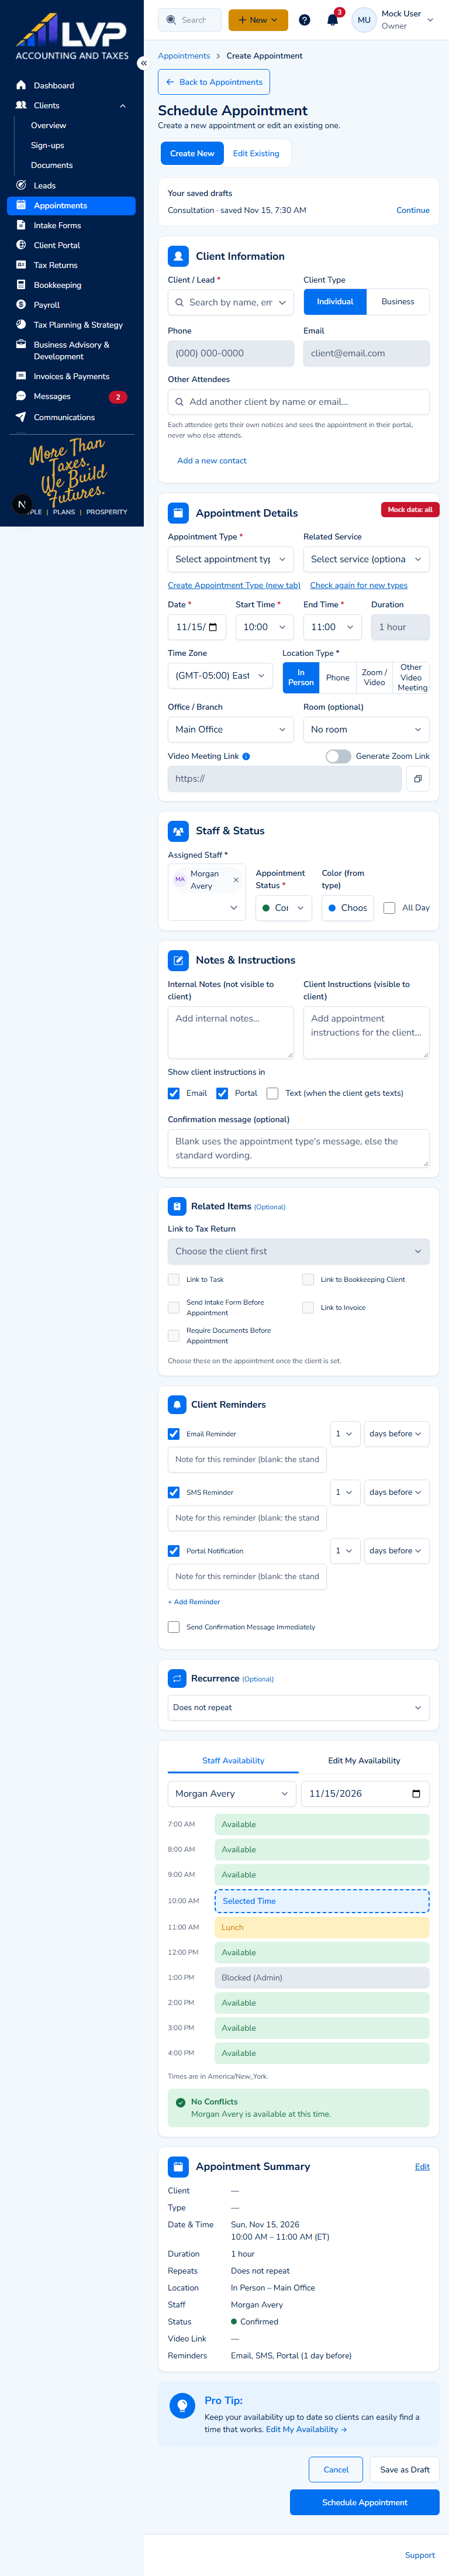 LVP
ACCOUNTING AND TAXES
Dashboard
Clients
Overview
Sign-ups
Documents
Leads
Appointments
Intake Forms
Client Portal
Tax Returns
Bookkeeping
Payroll
Tax Planning & Strategy
Business Advisory &
Development
Invoices & Payments
Messages 2
Communications
More Than
Taxes.
We Build
Futures.
PLE | PLANS | PROSPERITY
N
Search
+ New
3
MU
Mock User
Owner
Appointments > Create Appointment
← Back to Appointments
Schedule Appointment
Create a new appointment or edit an existing one.
Create New Edit Existing
Your saved drafts
Consultation · saved Nov 15, 7:30 AM Continue
Client Information
Client / Lead * Client Type
Search by name, em Individual Business
Phone Email
(000) 000-0000 client@email.com
Other Attendees
Add another client by name or email...
Each attendee gets their own notices and sees the appointment in their portal,
never who else attends.
Add a new contact
Appointment Details
Mock data: all
Appointment Type * Related Service
Select appointment typ Select service (optiona
Create Appointment Type (new tab) Check again for new types
Date * Start Time * End Time * Duration
11/15/ 10:00 11:00 1 hour
Time Zone Location Type *
(GMT-05:00) East In Person Phone Zoom / Video Other Video Meeting
Office / Branch Room (optional)
Main Office No room
Video Meeting Link Generate Zoom Link
https://
Staff & Status
Assigned Staff *
MA Morgan Avery ×
Appointment Status * Color (from type)
Cor Choos All Day
Notes & Instructions
Internal Notes (not visible to client) Client Instructions (visible to client)
Add internal notes... Add appointment instructions for the client...
Show client instructions in
Email Portal Text (when the client gets texts)
Confirmation message (optional)
Blank uses the appointment type's message, else the
standard wording.
Related Items (Optional)
Link to Tax Return
Choose the client first
Link to Task Link to Bookkeeping Client
Send Intake Form Before Appointment Link to Invoice
Require Documents Before
Appointment
Choose these on the appointment once the client is set.
Client Reminders
Email Reminder 1 days before
Note for this reminder (blank: the stand
SMS Reminder 1 days before
Note for this reminder (blank: the stand
Portal Notification 1 days before
Note for this reminder (blank: the stand
+ Add Reminder
Send Confirmation Message Immediately
Recurrence (Optional)
Does not repeat
Staff Availability Edit My Availability
Morgan Avery 11/15/2026
7:00 AM Available
8:00 AM Available
9:00 AM Available
10:00 AM Selected Time
11:00 AM Lunch
12:00 PM Available
1:00 PM Blocked (Admin)
2:00 PM Available
3:00 PM Available
4:00 PM Available
Times are in America/New_York.
No Conflicts
Morgan Avery is available at this time.
Appointment Summary Edit
Client —
Type —
Date & Time Sun, Nov 15, 2026
10:00 AM – 11:00 AM (ET)
Duration 1 hour
Repeats Does not repeat
Location In Person – Main Office
Staff Morgan Avery
Status Confirmed
Video Link —
Reminders Email, SMS, Portal (1 day before)
Pro Tip:
Keep your availability up to date so clients can easily find a
time that works. Edit My Availability →
Cancel Save as Draft
Schedule Appointment
Support